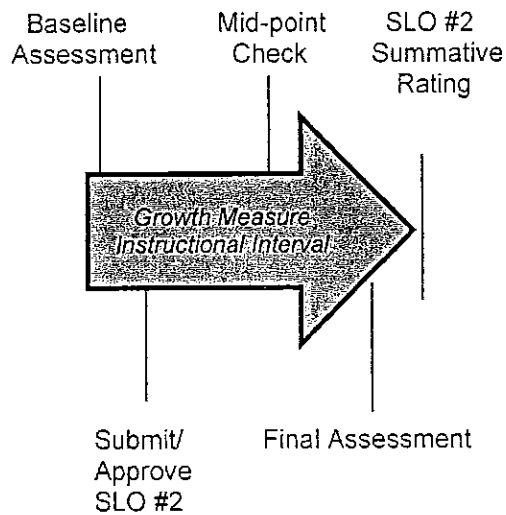 Baseline
Assessment
Mid-point
Check
SLO #2
Summative
Rating
Growth Measure
Instructional Interval
Submit/
Approve
SLO #2
Final Assessment